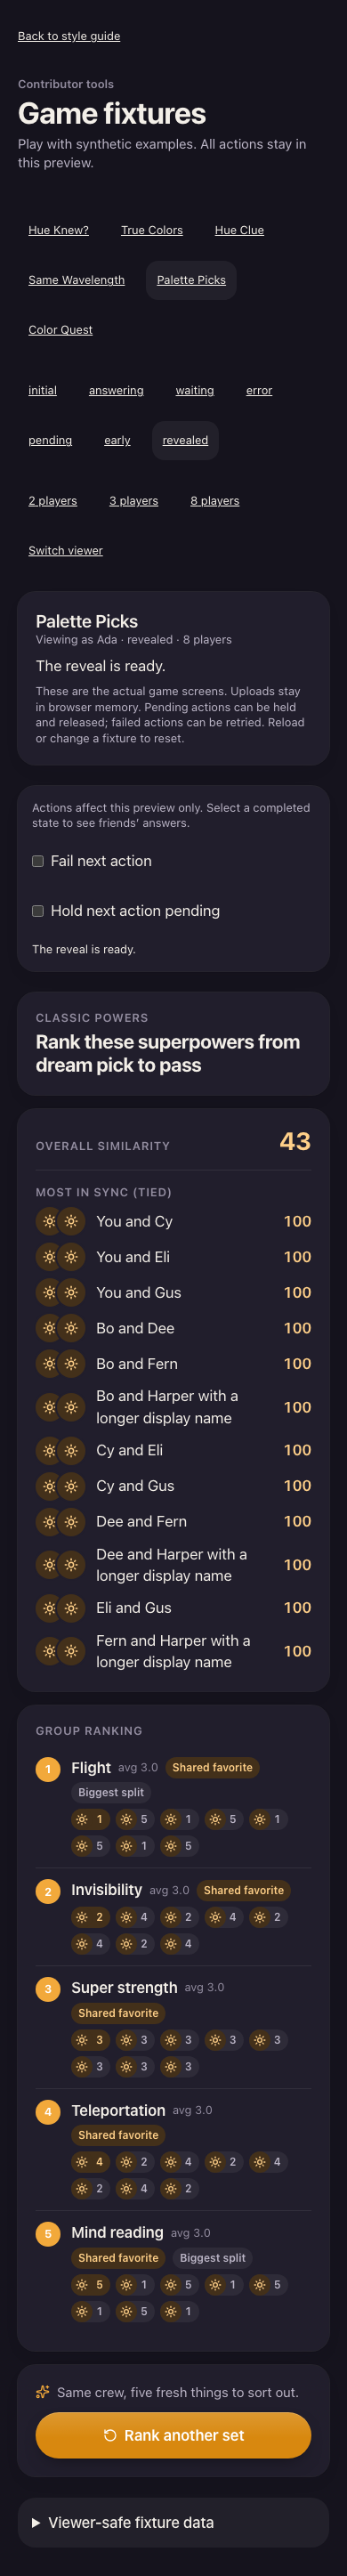 Back to style guide
Contributor tools
Game fixtures
Play with synthetic examples. All actions stay in
this preview.
Hue Knew? True Colors Hue Clue
Same Wavelength Palette Picks
Color Quest
initial answering waiting error
pending early revealed
2 players 3 players 8 players
Switch viewer
Palette Picks
Viewing as Ada · revealed · 8 players
The reveal is ready.
These are the actual game screens. Uploads stay
in browser memory. Pending actions can be held
and released; failed actions can be retried. Reload
or change a fixture to reset.
Actions affect this preview only. Select a completed
state to see friends' answers.
Fail next action
Hold next action pending
The reveal is ready.
CLASSIC POWERS
Rank these superpowers from
dream pick to pass
OVERALL SIMILARITY 43
MOST IN SYNC (TIED)
You and Cy 100
You and Eli 100
You and Gus 100
Bo and Dee 100
Bo and Fern 100
Bo and Harper with a
longer display name 100
Cy and Eli 100
Cy and Gus 100
Dee and Fern 100
Dee and Harper with a
longer display name 100
Eli and Gus 100
Fern and Harper with a
longer display name 100
GROUP RANKING
1 Flight avg 3.0 Shared favorite
Biggest split
1 5 1 5 1
5 1 5
2 Invisibility avg 3.0 Shared favorite
2 4 2 4 2
4 2 4
3 Super strength avg 3.0
Shared favorite
3 3 3 3 3
3 3 3
4 Teleportation avg 3.0
Shared favorite
4 2 4 2 4
2 4 2
5 Mind reading avg 3.0
Shared favorite Biggest split
5 1 5 1 5
1 5 1
Same crew, five fresh things to sort out.
Rank another set
Viewer-safe fixture data